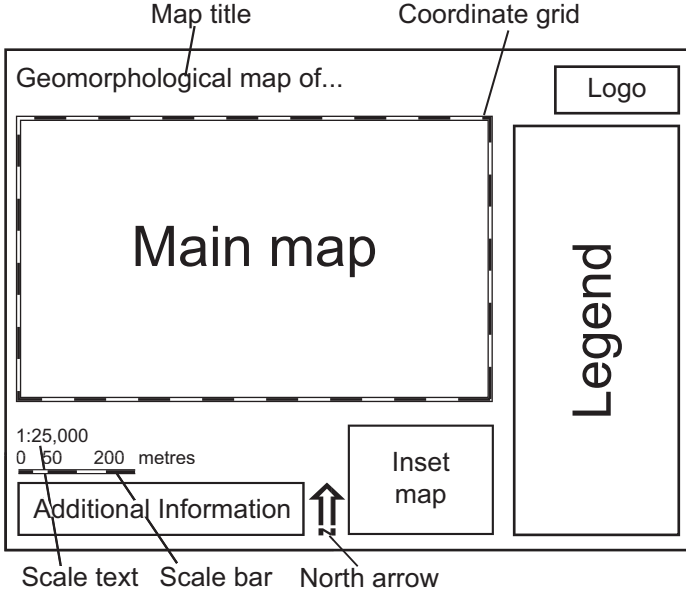 Map title
Coordinate grid
Geomorphological map of...
Logo
Main map
Legend
1:25,000
0 50 200 metres
Inset
map
Additional Information
N
Scale text
Scale bar
North arrow